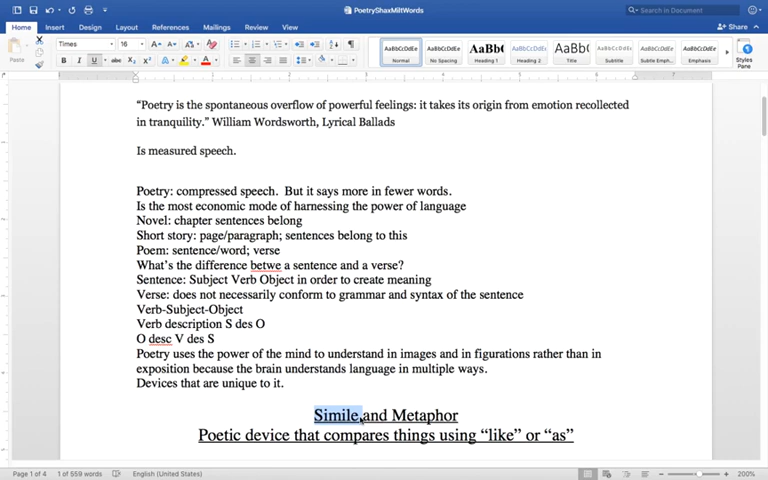 PoetryShaxMiltWords
Search in Document
Home Insert Design Layout References Mailings Review View
Share
Paste
Times 16
AaBbCcDdEe AaBbCcDdEe AaBbC AaBbCcDdEe AaBbC AaBbCcDdEe AaBbCcDdEe
Normal No Spacing Heading 1 Heading 2 Title Subtitle Subtle Emph... Emphasis
Styles
Pane
“Poetry is the spontaneous overflow of powerful feelings: it takes its origin from emotion recollected
in tranquility.” William Wordsworth, Lyrical Ballads
Is measured speech.
Poetry: compressed speech.  But it says more in fewer words.
Is the most economic mode of harnessing the power of language
Novel: chapter sentences belong
Short story: page/paragraph; sentences belong to this
Poem: sentence/word; verse
What’s the difference betwe a sentence and a verse?
Sentence: Subject Verb Object in order to create meaning
Verse: does not necessarily conform to grammar and syntax of the sentence
Verb-Subject-Object
Verb description S des O
O desc V des S
Poetry uses the power of the mind to understand in images and in figurations rather than in
exposition because the brain understands language in multiple ways.
Devices that are unique to it.
Simile and Metaphor
Poetic device that compares things using “like” or “as”
Page 1 of 4 1 of 559 words English (United States) 200%